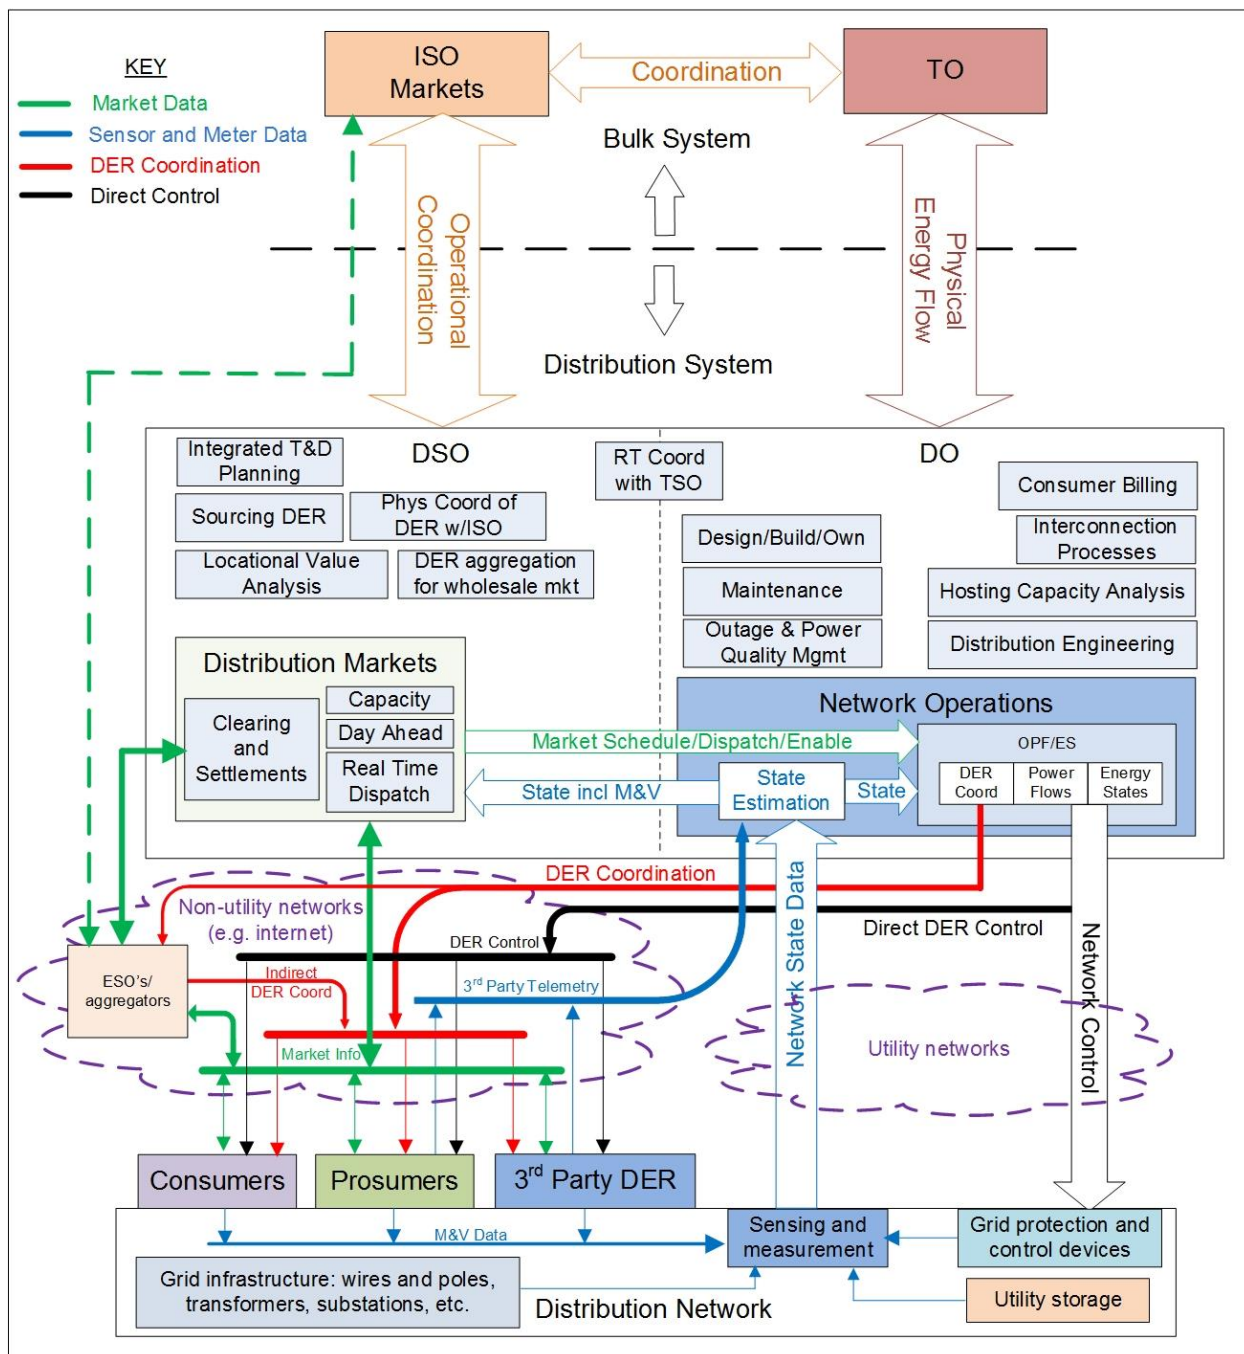 KEY
Market Data
Sensor and Meter Data
DER Coordination
Direct Control
ISO
Markets
Coordination
TO
Bulk System
Operational
Coordination
Physical
Energy Flow
Distribution System
DSO
Integrated T&D
Planning
Sourcing DER
Phys Coord of
DER w/ISO
Locational Value
Analysis
DER aggregation
for wholesale mkt
RT Coord
with TSO
DO
Consumer Billing
Design/Build/Own
Interconnection
Processes
Maintenance
Hosting Capacity Analysis
Outage & Power
Quality Mgmt
Distribution Engineering
Distribution Markets
Clearing
and
Settlements
Capacity
Day Ahead
Real Time
Dispatch
Network Operations
Market Schedule/Dispatch/Enable
OPF/ES
DER
Coord
Power
Flows
Energy
States
State incl M&V
State
Estimation
State
DER Coordination
Non-utility networks
(e.g. internet)
DER Control
Direct DER Control
ESO's/
aggregators
Indirect
DER Coord
3rd Party Telemetry
Market Info
Network State Data
Utility networks
Network Control
Consumers
Prosumers
3rd Party DER
M&V Data
Sensing and
measurement
Grid protection and
control devices
Grid infrastructure: wires and poles,
transformers, substations, etc.
Distribution Network
Utility storage